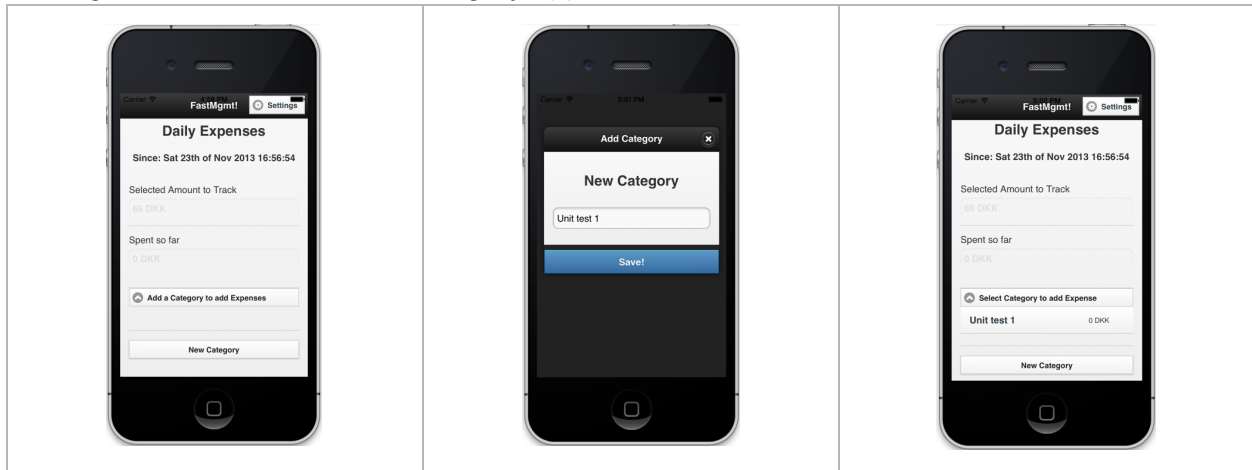 Carrier
FastMgmt!
Settings
Daily Expenses
Since: Sat 23th of Nov 2013 16:56:54
Selected Amount to Track
66 DKK
Spent so far
0 DKK
Add a Category to add Expenses
New Category
Carrier 5:01 PM
Add Category
New Category
Unit test 1
Save!
Carrier
FastMgmt!
Settings
Daily Expenses
Since: Sat 23th of Nov 2013 16:56:54
Selected Amount to Track
66 DKK
Spent so far
0 DKK
Select Category to add Expense
Unit test 1 0 DKK
New Category